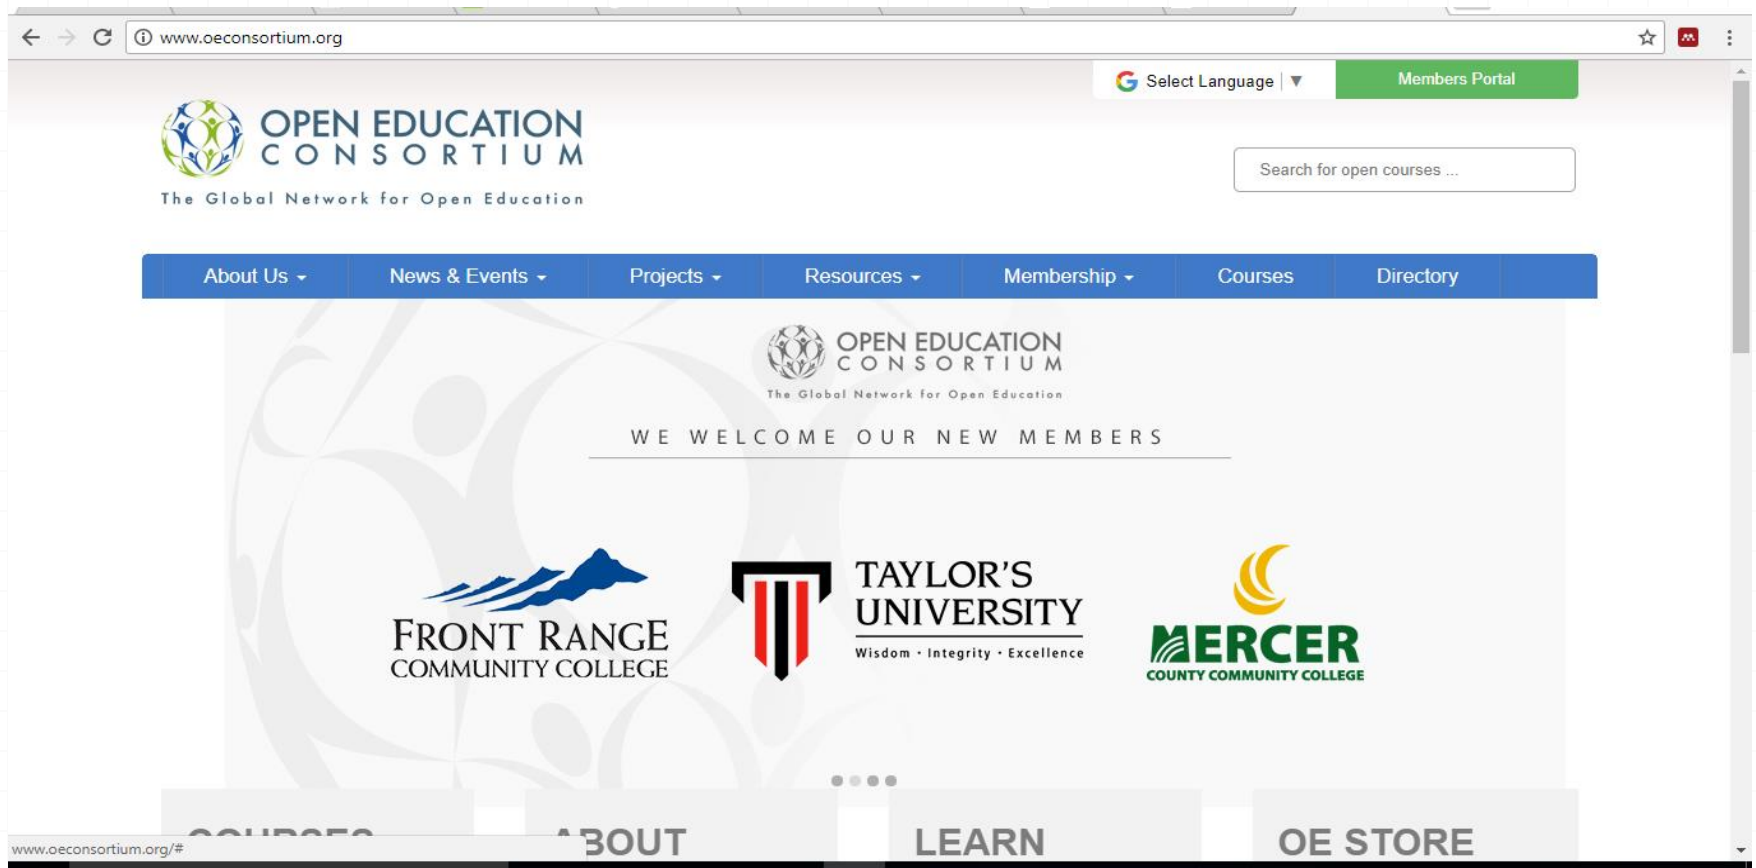 www.oeconsortium.org
Select Language ▼
Members Portal
OPEN EDUCATION
CONSORTIUM
The Global Network for Open Education
Search for open courses ...
About Us
News & Events
Projects
Resources
Membership
Courses
Directory
OPEN EDUCATION
CONSORTIUM
The Global Network for Open Education
WE WELCOME OUR NEW MEMBERS
FRONT RANGE
COMMUNITY COLLEGE
TAYLOR'S
UNIVERSITY
Wisdom · Integrity · Excellence
MERCER
COUNTY COMMUNITY COLLEGE
COURSES
ABOUT
LEARN
OE STORE
www.oeconsortium.org/#